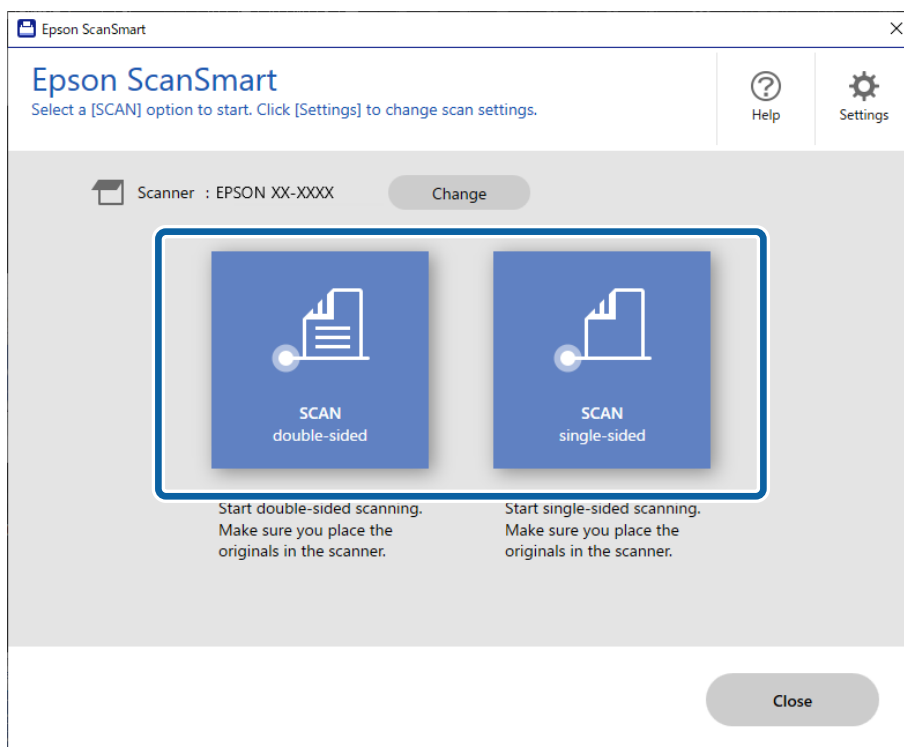 Epson ScanSmart
Epson ScanSmart
Select a [SCAN] option to start. Click [Settings] to change scan settings.
Help
Settings
Scanner : EPSON XX-XXXX
Change
SCAN
double-sided
SCAN
single-sided
Start double-sided scanning.
Make sure you place the
originals in the scanner.
Start single-sided scanning.
Make sure you place the
originals in the scanner.
Close